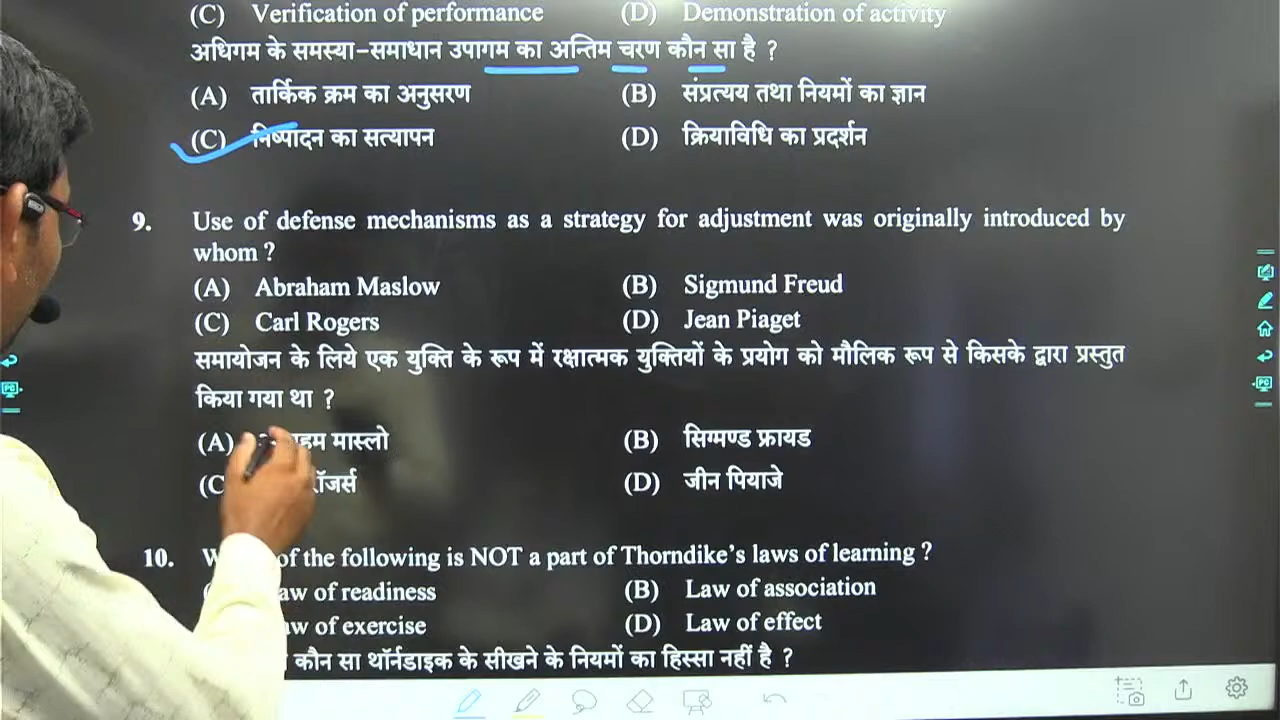 (C) Verification of performance (D) Demonstration of activity
अधिगम के समस्या-समाधान उपागम का अन्तिम चरण कौन सा है ?
(A) तार्किक क्रम का अनुसरण (B) संप्रत्यय तथा नियमों का ज्ञान
(C) निष्पादन का सत्यापन (D) क्रियाविधि का प्रदर्शन
9. Use of defense mechanisms as a strategy for adjustment was originally introduced by
whom ?
(A) Abraham Maslow (B) Sigmund Freud
(C) Carl Rogers (D) Jean Piaget
समायोजन के लिये एक युक्ति के रूप में रक्षात्मक युक्तियों के प्रयोग को मौलिक रूप से किसके द्वारा प्रस्तुत
किया गया था ?
(A) मास्लो (B) सिग्मण्ड फ्रायड
(D) जीन पियाजे
10. of the following is NOT a part of Thorndike's laws of learning ?
of readiness (B) Law of association
of exercise (D) Law of effect
कौन सा थॉर्नडाइक के सीखने के नियमों का हिस्सा नहीं है ?